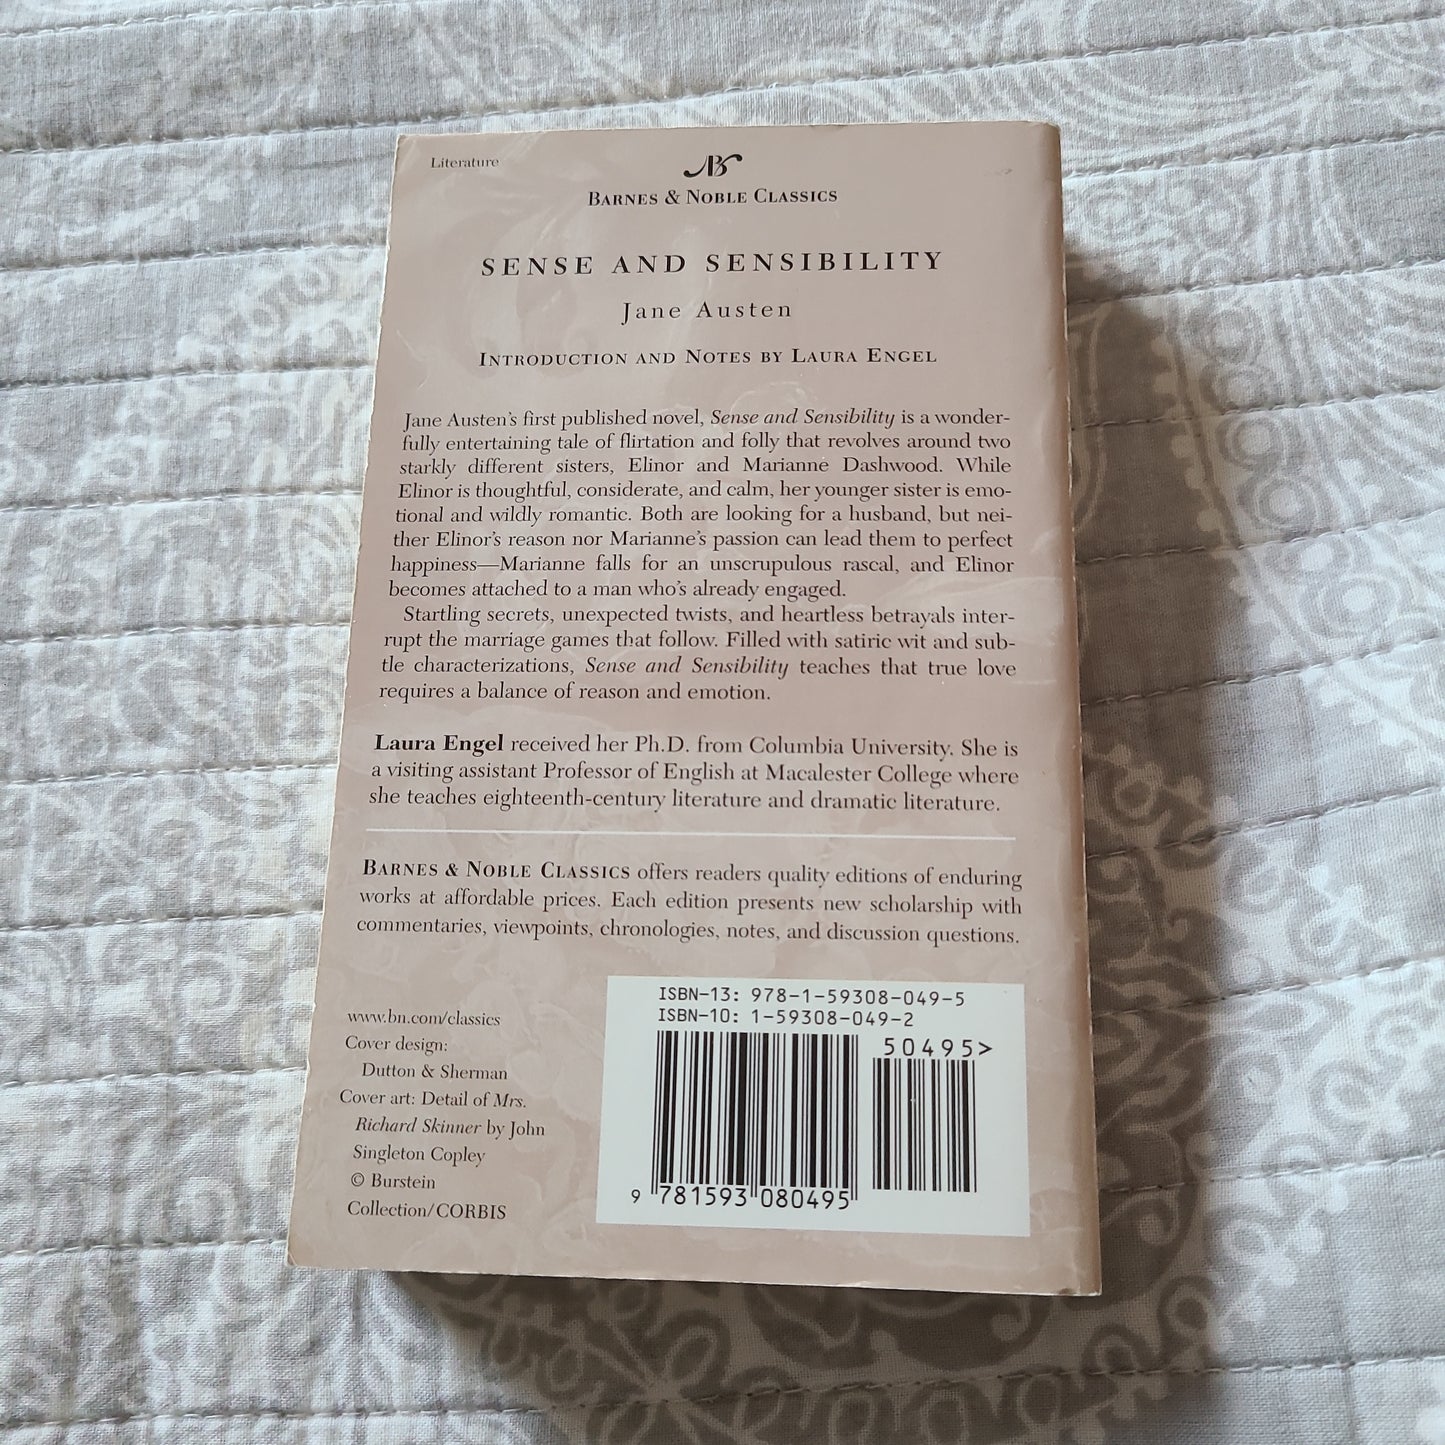 Literature
BARNES & NOBLE CLASSICS
SENSE AND SENSIBILITY
Jane Austen
INTRODUCTION AND NOTES BY LAURA ENGEL
Jane Austen's first published novel, Sense and Sensibility is a wonder-
fully entertaining tale of flirtation and folly that revolves around two
starkly different sisters, Elinor and Marianne Dashwood. While
Elinor is thoughtful, considerate, and calm, her younger sister is emo-
tional and wildly romantic. Both are looking for a husband, but nei-
ther Elinor's reason nor Marianne's passion can lead them to perfect
happiness—Marianne falls for an unscrupulous rascal, and Elinor
becomes attached to a man who's already engaged.
Startling secrets, unexpected twists, and heartless betrayals inter-
rupt the marriage games that follow. Filled with satiric wit and sub-
tle characterizations, Sense and Sensibility teaches that true love
requires a balance of reason and emotion.
Laura Engel received her Ph.D. from Columbia University. She is
a visiting assistant Professor of English at Macalester College where
she teaches eighteenth-century literature and dramatic literature.
BARNES & NOBLE CLASSICS offers readers quality editions of enduring
works at affordable prices. Each edition presents new scholarship with
commentaries, viewpoints, chronologies, notes, and discussion questions.
www.bn.com/classics
Cover design:
Dutton & Sherman
Cover art: Detail of Mrs.
Richard Skinner by John
Singleton Copley
© Burstein
Collection/CORBIS
ISBN-13: 978-1-59308-049-5
ISBN-10: 1-59308-049-2
50495>
9 781593 080495